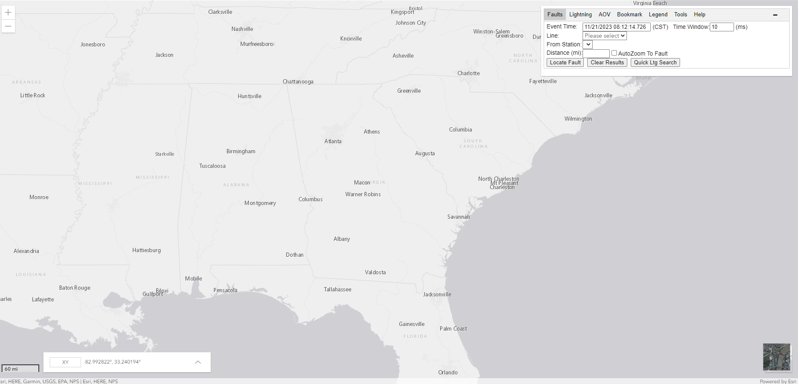 Virginia Beach
Clarksville
Kingsport
Bristol
Johnson City
Nashville
Winston-Salem
Greensboro
Murfreesboro
Knoxville
Jonesboro
Jackson
Asheville
NORTH
CAROLINA
Charlotte
Chattanooga
Fayetteville
ARKANSAS
Greenville
Little Rock
Huntsville
Jacksonville
Wilmington
Columbia
Athens
SOUTH
CAROLINA
Atlanta
Birmingham
Starkville
Augusta
Tuscaloosa
MISSISSIPPI
ALABAMA
Macon
North Charleston
Mt Pleasant
Charleston
Monroe
Warner Robins
Columbus
Montgomery
Savannah
Albany
Alexandria
Hattiesburg
Dothan
LOUISIANA
Valdosta
Mobile
Baton Rouge
Biloxi
Gulfport
Pensacola
Tallahassee
Jacksonville
Lafayette
Gainesville
Palm Coast
FLORIDA
Orlando
Faults Lightning AOV Bookmark Legend Tools Help
Event Time: 11/21/2023 08:12:14.726 (CST) Time Window 10 (ms)
Line: Please select
From Station:
Distance (mi): AutoZoom To Fault
Locate Fault Clear Results Quick Ltg Search
60 mi
XY -82.992822°, 33.240194°
Esri, HERE, Garmin, USGS, EPA, NPS | Esri, HERE, NPS
Powered by Esri